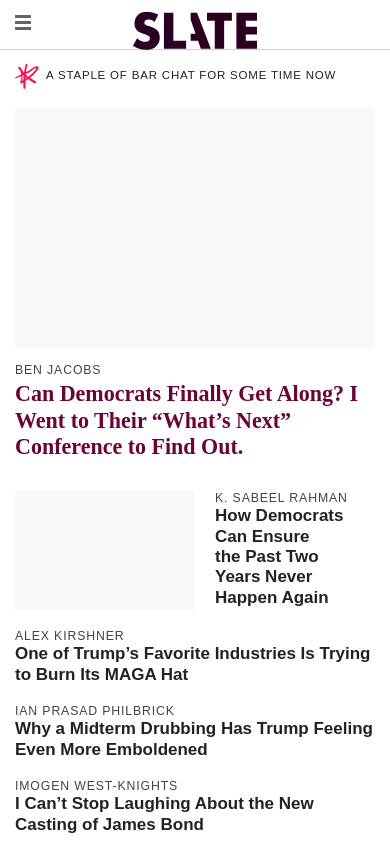 SLATE
A STAPLE OF BAR CHAT FOR SOME TIME NOW
BEN JACOBS
Can Democrats Finally Get Along? I
Went to Their “What’s Next”
Conference to Find Out.
K. SABEEL RAHMAN
How Democrats
Can Ensure
the Past Two
Years Never
Happen Again
ALEX KIRSHNER
One of Trump’s Favorite Industries Is Trying
to Burn Its MAGA Hat
IAN PRASAD PHILBRICK
Why a Midterm Drubbing Has Trump Feeling
Even More Emboldened
IMOGEN WEST-KNIGHTS
I Can’t Stop Laughing About the New
Casting of James Bond